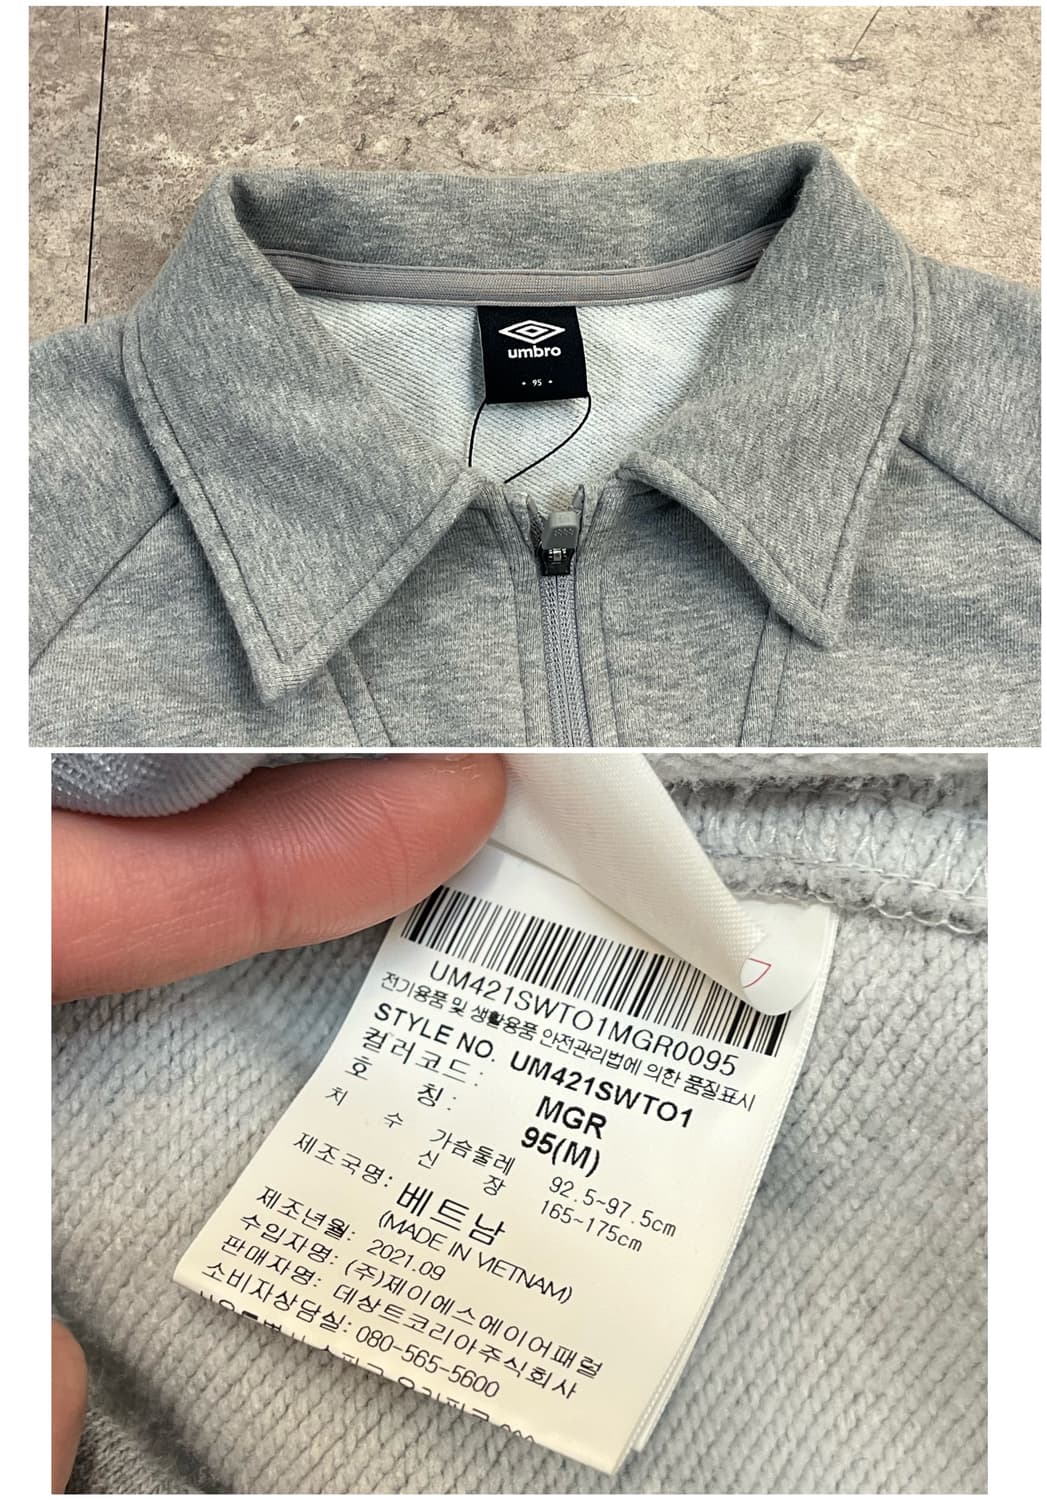 umbro
• 95 •
UM421SWTO1MGR0095
전기용품 및 생활용품 안전관리법에 의한 품질표시
STYLE NO. UM421SWTO1
컬러코드: MGR
호 칭: 95(M)
치 수 가슴둘레 92.5~97.5cm
신 장 165~175cm
제조국명: 베트남
(MADE IN VIETNAM)
제조년월: 2021.09
수입자명: (주)제이에스에이어패럴
판매자명: 데상트코리아주식회사
소비자상담실: 080-565-5600